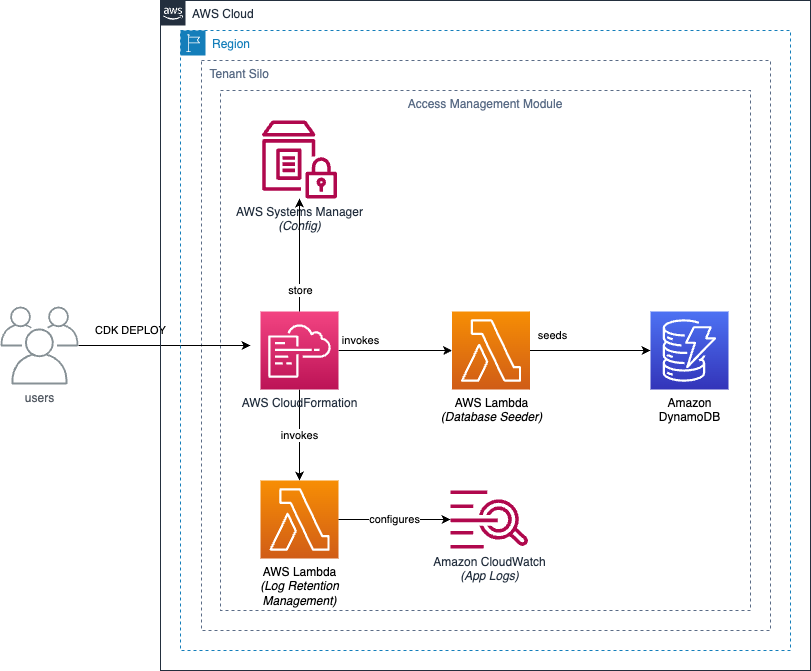 aws
AWS Cloud
Region
Tenant Silo
Access Management Module
AWS Systems Manager
(Config)
store
CDK DEPLOY
users
AWS CloudFormation
invokes
AWS Lambda
(Database Seeder)
seeds
Amazon
DynamoDB
invokes
AWS Lambda
(Log Retention
Management)
configures
Amazon CloudWatch
(App Logs)